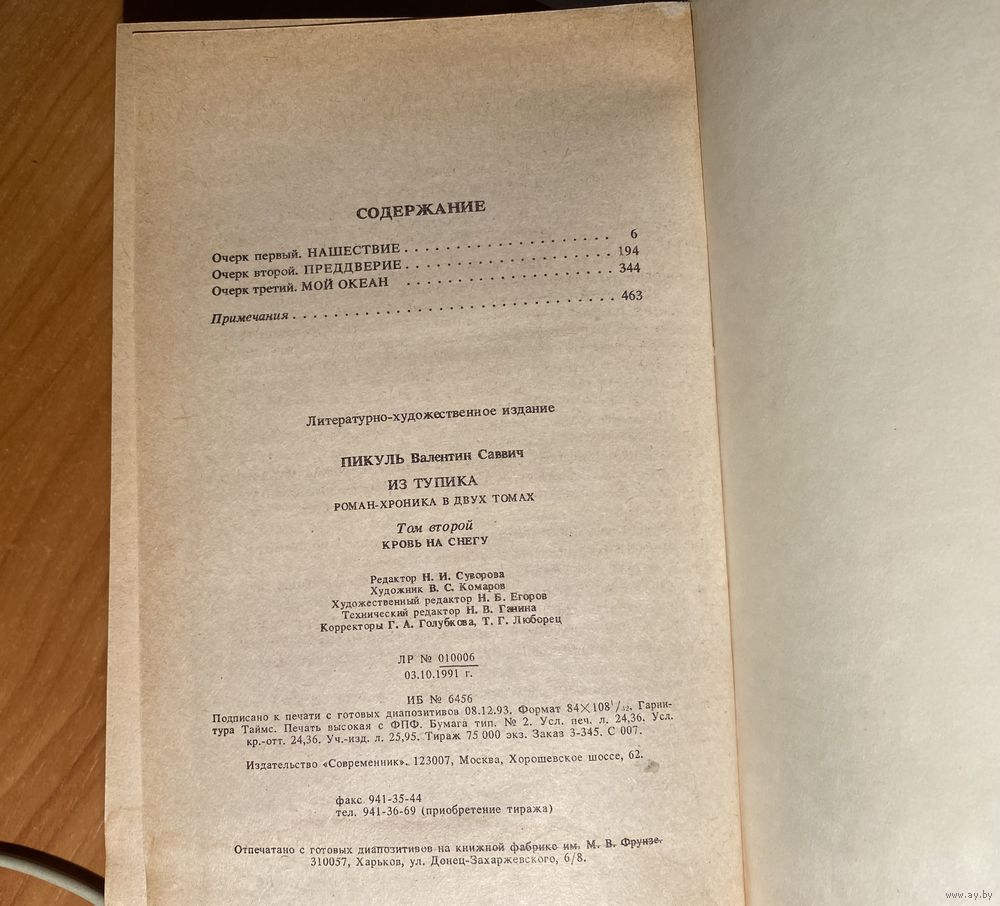 СОДЕРЖАНИЕ
Очерк первый. НАШЕСТВИЕ . . . . . . . . . . . . . . . . 6
Очерк второй. ПРЕДДВЕРИЕ . . . . . . . . . . . . . . . . 194
Очерк третий. МОЙ ОКЕАН . . . . . . . . . . . . . . . . 344
Примечания . . . . . . . . . . . . . . . . . . . . . . . . . 463
Литературно-художественное издание
ПИКУЛЬ Валентин Саввич
ИЗ ТУПИКА
РОМАН-ХРОНИКА В ДВУХ ТОМАХ
Том второй
КРОВЬ НА СНЕГУ
Редактор Н. И. Суворова
Художник В. С. Комаров
Художественный редактор Н. Б. Егоров
Технический редактор Н. В. Ганина
Корректоры Г. А. Голубкова, Т. Г. Люборец
ЛР № 010006
03.10.1991 г.
ИБ № 6456
Подписано к печати с готовых диапозитивов 08.12.93. Формат 84×108¹/₃₂. Гарни-
тура Таймс. Печать высокая с ФПФ. Бумага тип. № 2. Усл. печ. л. 24,36. Усл.
кр.-отт. 24,36. Уч.-изд. л. 25,95. Тираж 75 000 экз. Заказ 3-345. С 007.
Издательство «Современник». 123007, Москва, Хорошевское шоссе, 62.
факс 941-35-44
тел. 941-36-69 (приобретение тиража)
Отпечатано с готовых диапозитивов на книжной фабрике им. М. В. Фрунзе.
310057, Харьков, ул. Донец-Захаржевского, 6/8.
www.ay.by